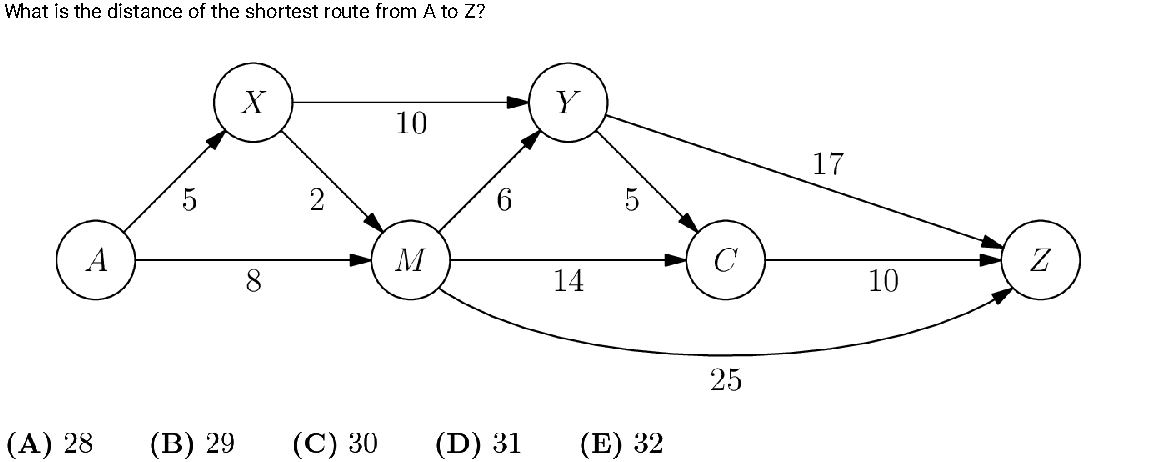 What is the distance of the shortest route from A to Z?
X
10
Y
17
5
2
6
5
A
8
M
14
C
10
Z
25
(A) 28 (B) 29 (C) 30 (D) 31 (E) 32